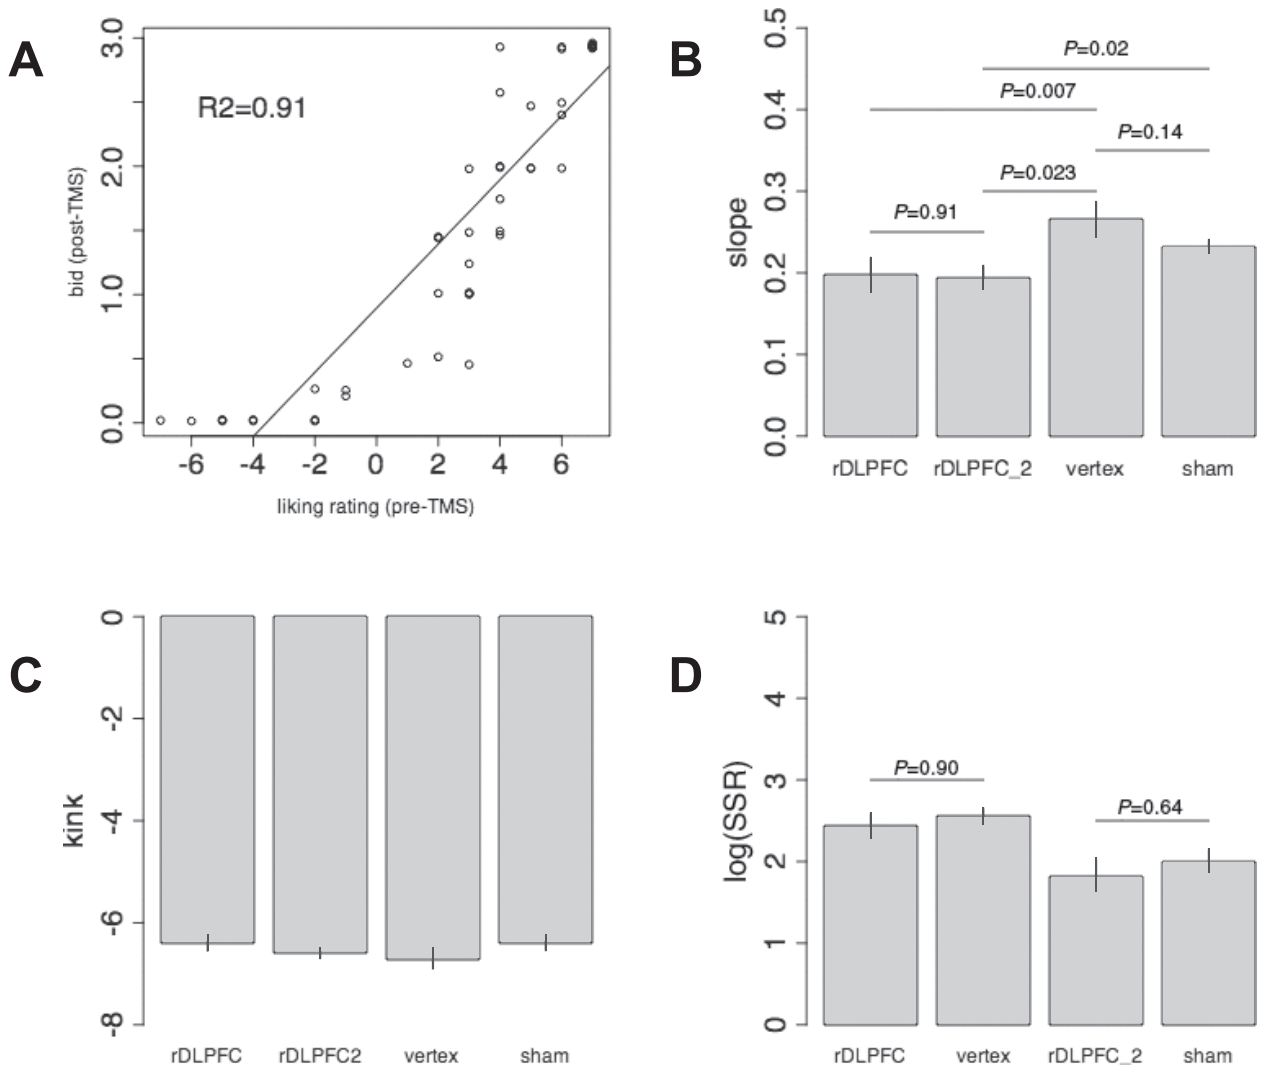 A
3.0
2.0
1.0
0.0
bid (post-TMS)
R2=0.91
-6 -4 -2 0 2 4 6
liking rating (pre-TMS)
B
0.5
0.4
0.3
0.2
0.1
0.0
slope
P=0.02
P=0.007
P=0.14
P=0.023
P=0.91
rDLPFC rDLPFC_2 vertex sham
C
0
-2
-4
-6
-8
kink
rDLPFC rDLPFC2 vertex sham
D
5
4
3
2
1
0
log(SSR)
P=0.90
P=0.64
rDLPFC vertex rDLPFC_2 sham